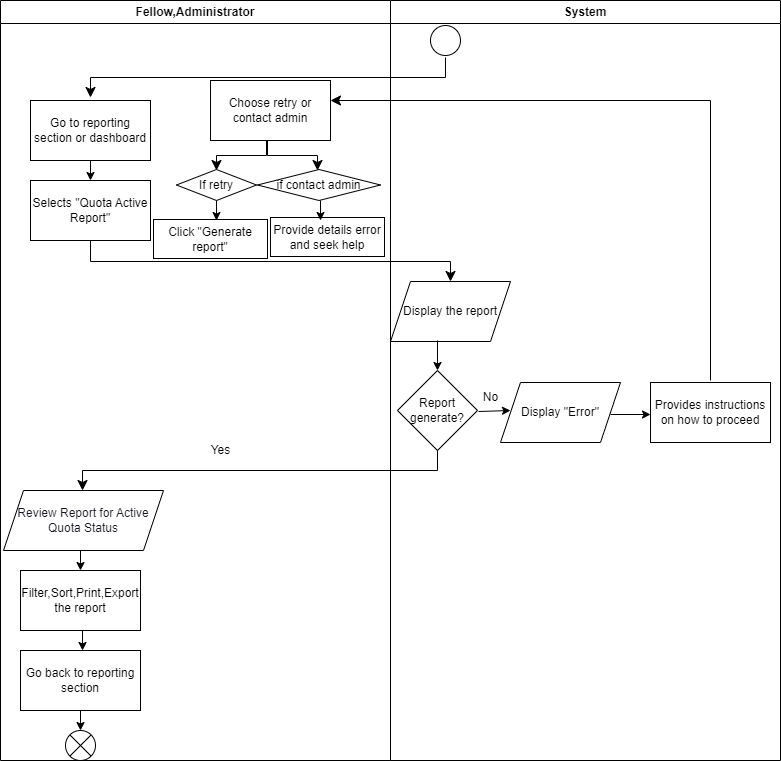 Fellow,Administrator
System
Go to reporting
section or dashboard
Choose retry or
contact admin
If retry
if contact admin
Selects "Quota Active
Report"
Click "Generate
report"
Provide details error
and seek help
Display the report
Report
generate?
No
Display "Error"
Provides instructions
on how to proceed
Yes
Review Report for Active
Quota Status
Filter,Sort,Print,Export
the report
Go back to reporting
section